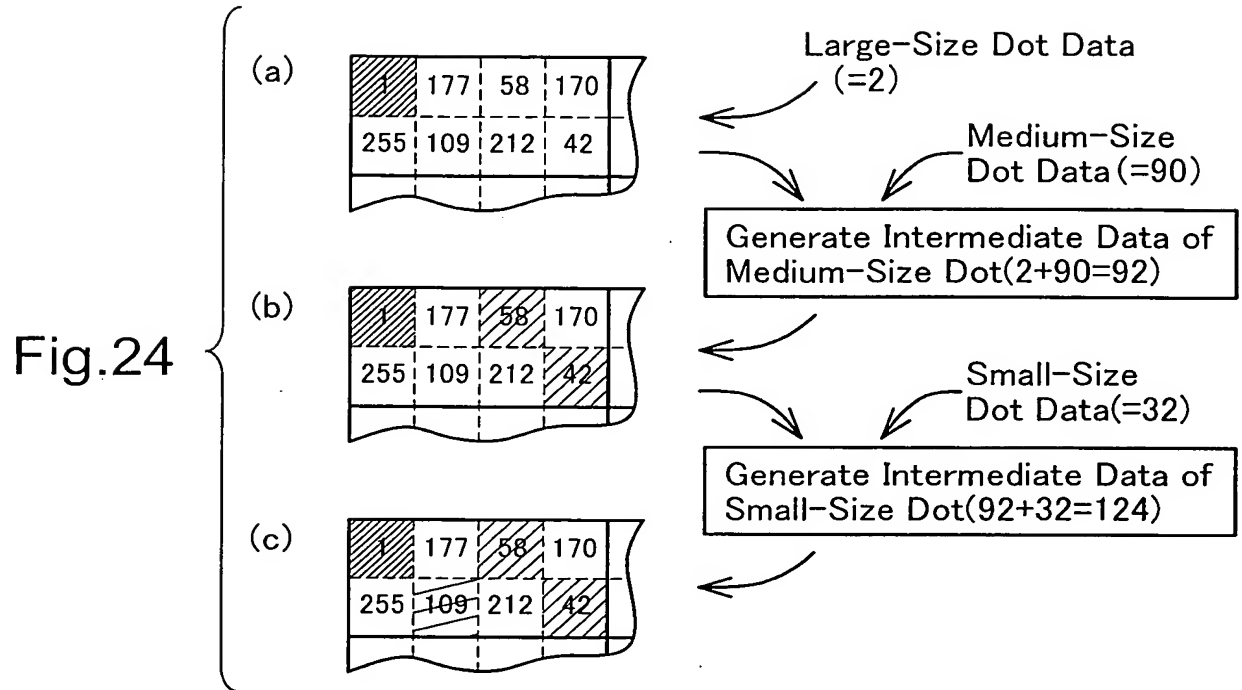 Fig.24
(a)
1 177 58 170
255 109 212 42
Large-Size Dot Data
(=2)
Medium-Size
Dot Data(=90)
Generate Intermediate Data of
Medium-Size Dot(2+90=92)
(b)
1 177 58 170
255 109 212 42
Small-Size
Dot Data(=32)
Generate Intermediate Data of
Small-Size Dot(92+32=124)
(c)
1 177 58 170
255 109 212 42